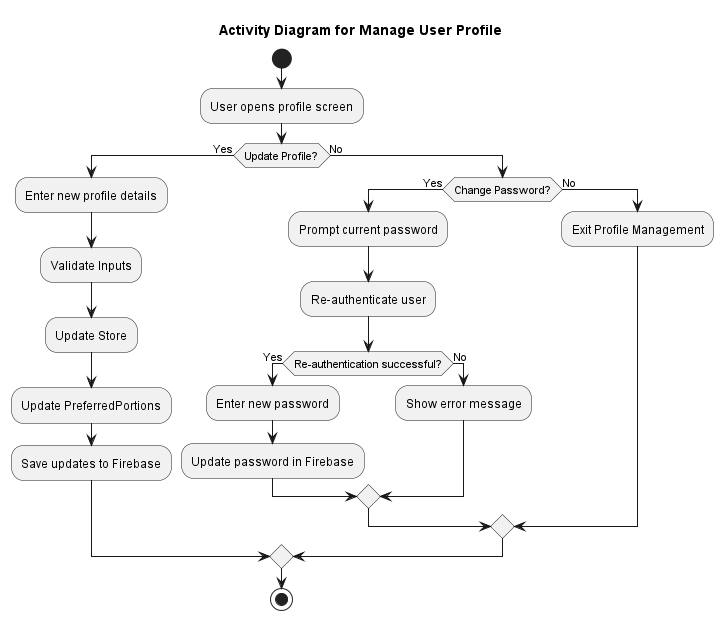 Activity Diagram for Manage User Profile
User opens profile screen
Yes
Update Profile?
No
Enter new profile details
Validate Inputs
Update Store
Update PreferredPortions
Save updates to Firebase
Yes
Change Password?
No
Prompt current password
Re-authenticate user
Yes
Re-authentication successful?
No
Enter new password
Update password in Firebase
Show error message
Exit Profile Management